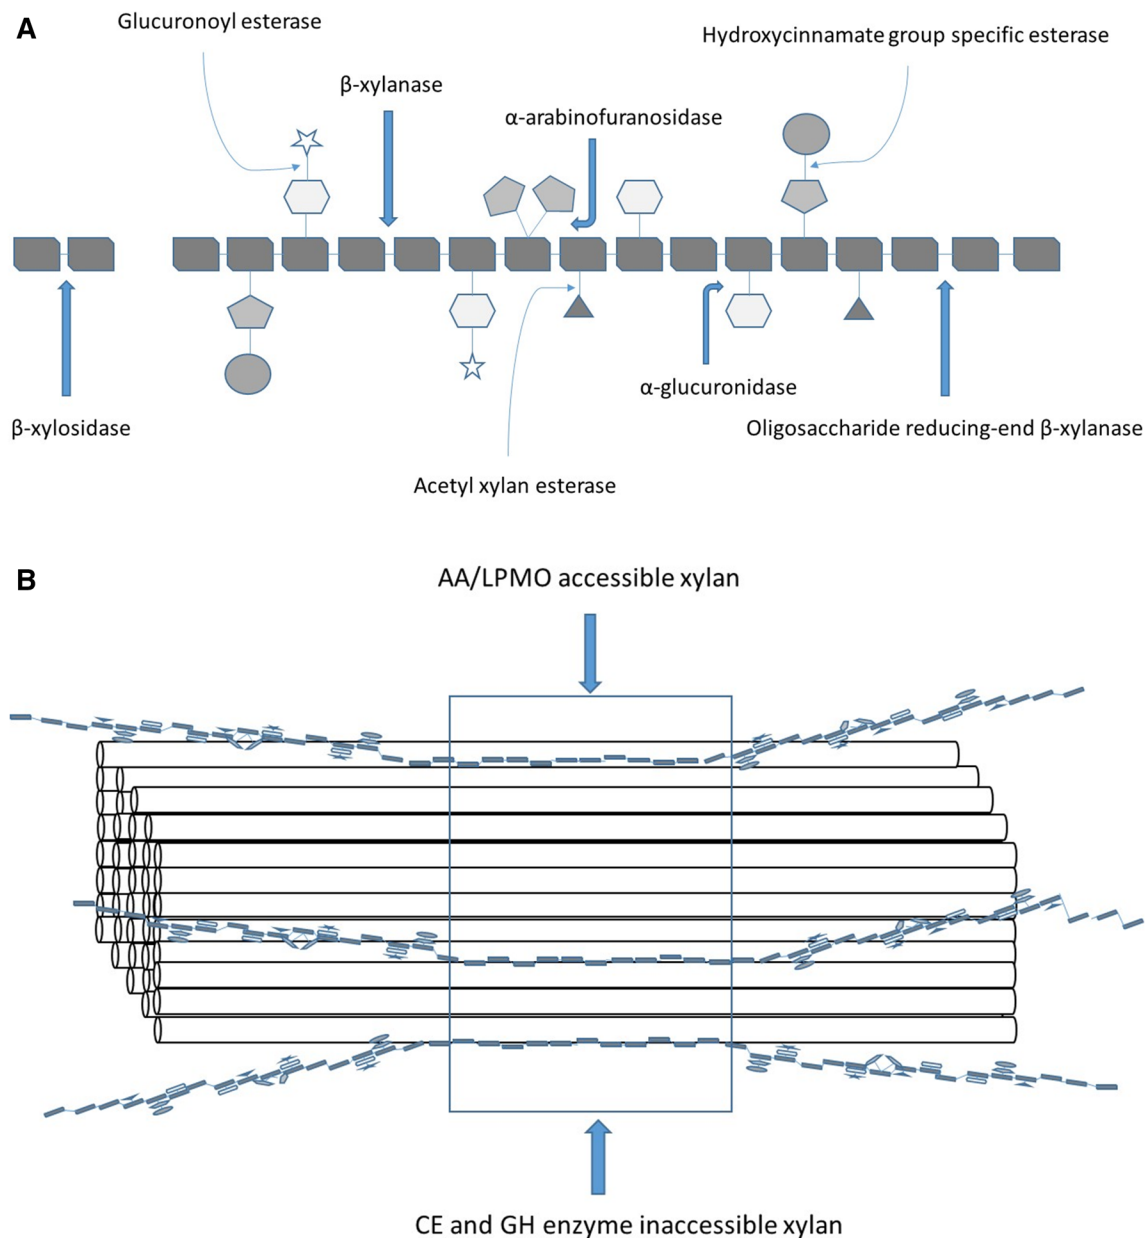 A
Glucuronoyl esterase
Hydroxycinnamate group specific esterase
β-xylanase
α-arabinofuranosidase
α-glucuronidase
β-xylosidase
Oligosaccharide reducing-end β-xylanase
Acetyl xylan esterase
B
AA/LPMO accessible xylan
CE and GH enzyme inaccessible xylan